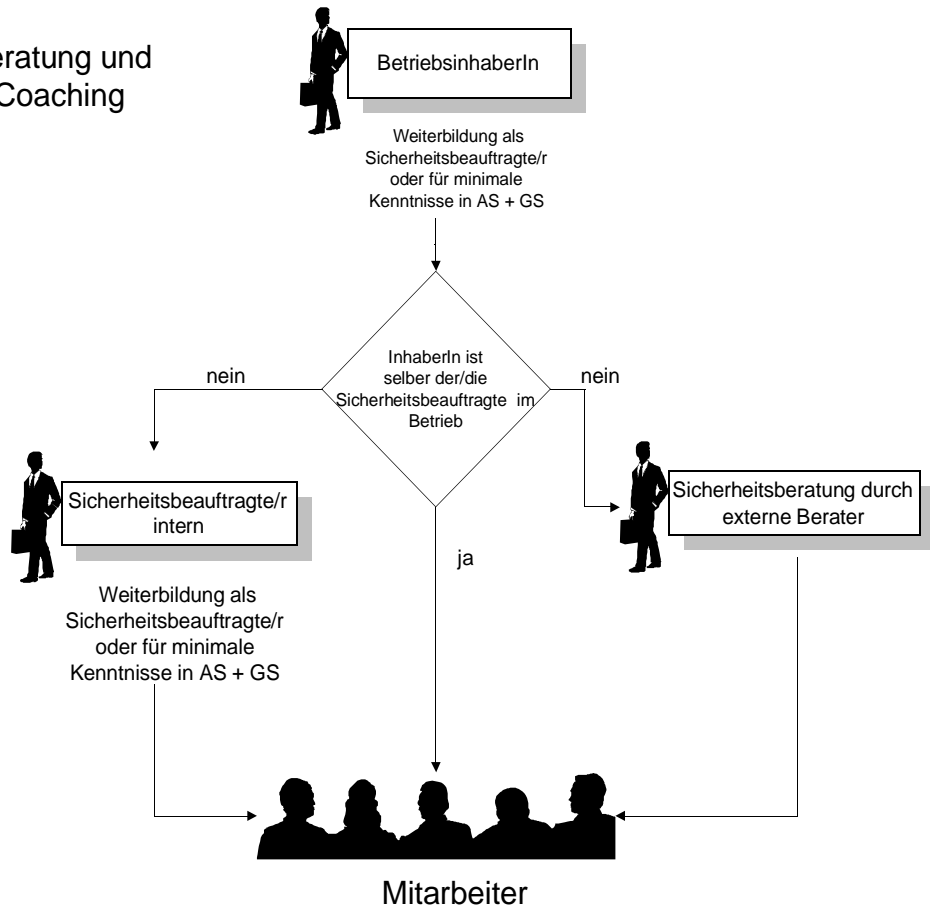 eratung und
Coaching
BetriebsinhaberIn
Weiterbildung als
Sicherheitsbeauftragte/r
oder für minimale
Kenntnisse in AS + GS
InhaberIn ist
selber der/die
Sicherheitsbeauftragte im
Betrieb
nein
nein
Sicherheitsbeauftragte/r
intern
Sicherheitsberatung durch
externe Berater
ja
Weiterbildung als
Sicherheitsbeauftragte/r
oder für minimale
Kenntnisse in AS + GS
Mitarbeiter